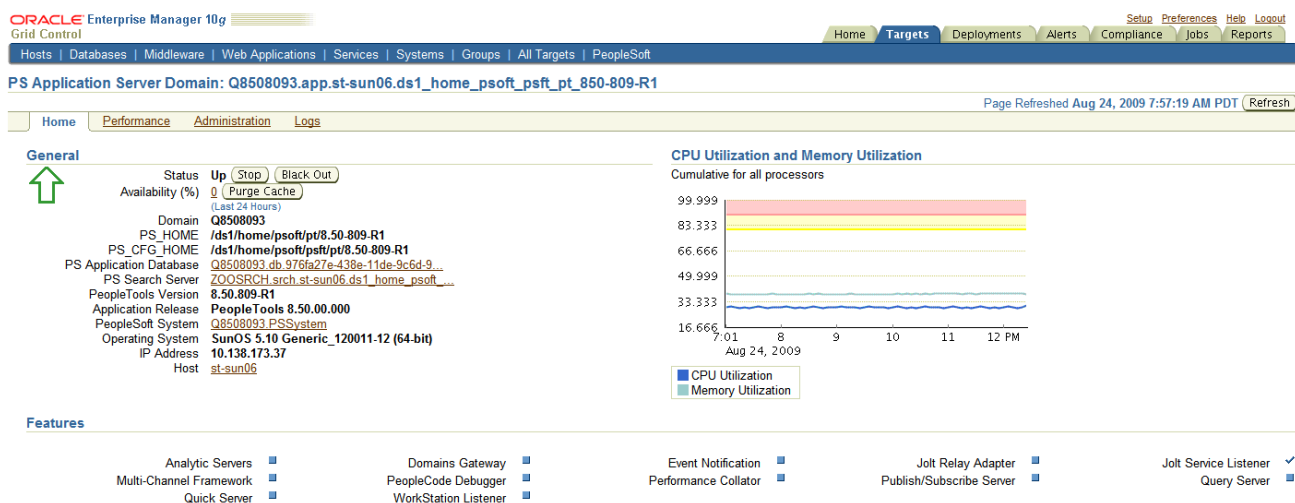 ORACLE Enterprise Manager 10g
Grid Control
Setup Preferences Help Logout
Home Targets Deployments Alerts Compliance Jobs Reports
Hosts | Databases | Middleware | Web Applications | Services | Systems | Groups | All Targets | PeopleSoft
PS Application Server Domain: Q8508093.app.st-sun06.ds1_home_psoft_psft_pt_850-809-R1
Page Refreshed Aug 24, 2009 7:57:19 AM PDT Refresh
Home Performance Administration Logs
General
Status Up Stop Black Out
Availability (%) 0 Purge Cache
(Last 24 Hours)
Domain Q8508093
PS_HOME /ds1/home/psoft/psft/pt/8.50-809-R1
PS_CFG_HOME /ds1/home/psoft/psft/pt/8.50-809-R1
PS Application Database Q8508093.db.976fa27e-438e-11de-9c6d-9...
PS Search Server ZOOSRCH.srch.st-sun06.ds1_home_psoft_...
PeopleTools Version 8.50.809-R1
Application Release PeopleTools 8.50.00.000
PeopleSoft System Q8508093.PSSystem
Operating System SunOS 5.10 Generic_120011-12 (64-bit)
IP Address 10.138.173.37
Host st-sun06
CPU Utilization and Memory Utilization
Cumulative for all processors
99.999
83.333
66.666
49.999
33.333
16.666
7:01 8 9 10 11 12 PM
Aug 24, 2009
CPU Utilization
Memory Utilization
Features
Analytic Servers Domains Gateway Event Notification Jolt Relay Adapter Jolt Service Listener
Multi-Channel Framework PeopleCode Debugger Performance Collator Publish/Subscribe Server Query Server
Quick Server WorkStation Listener